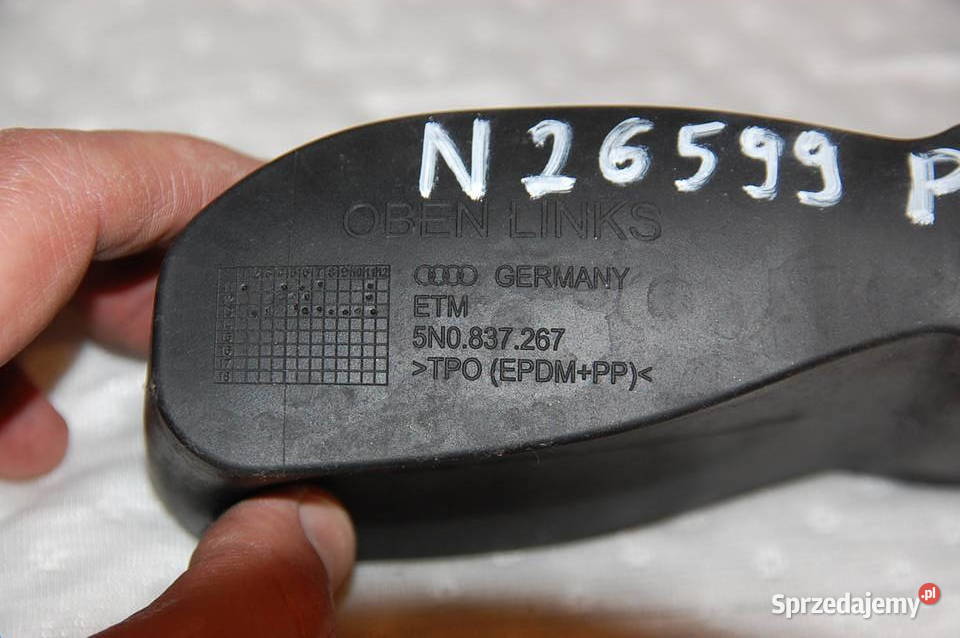 N26599 P
OBEN LINKS
GERMANY
ETM
5N0.837.267
>TPO (EPDM+PP)<
Sprzedajemy.pl